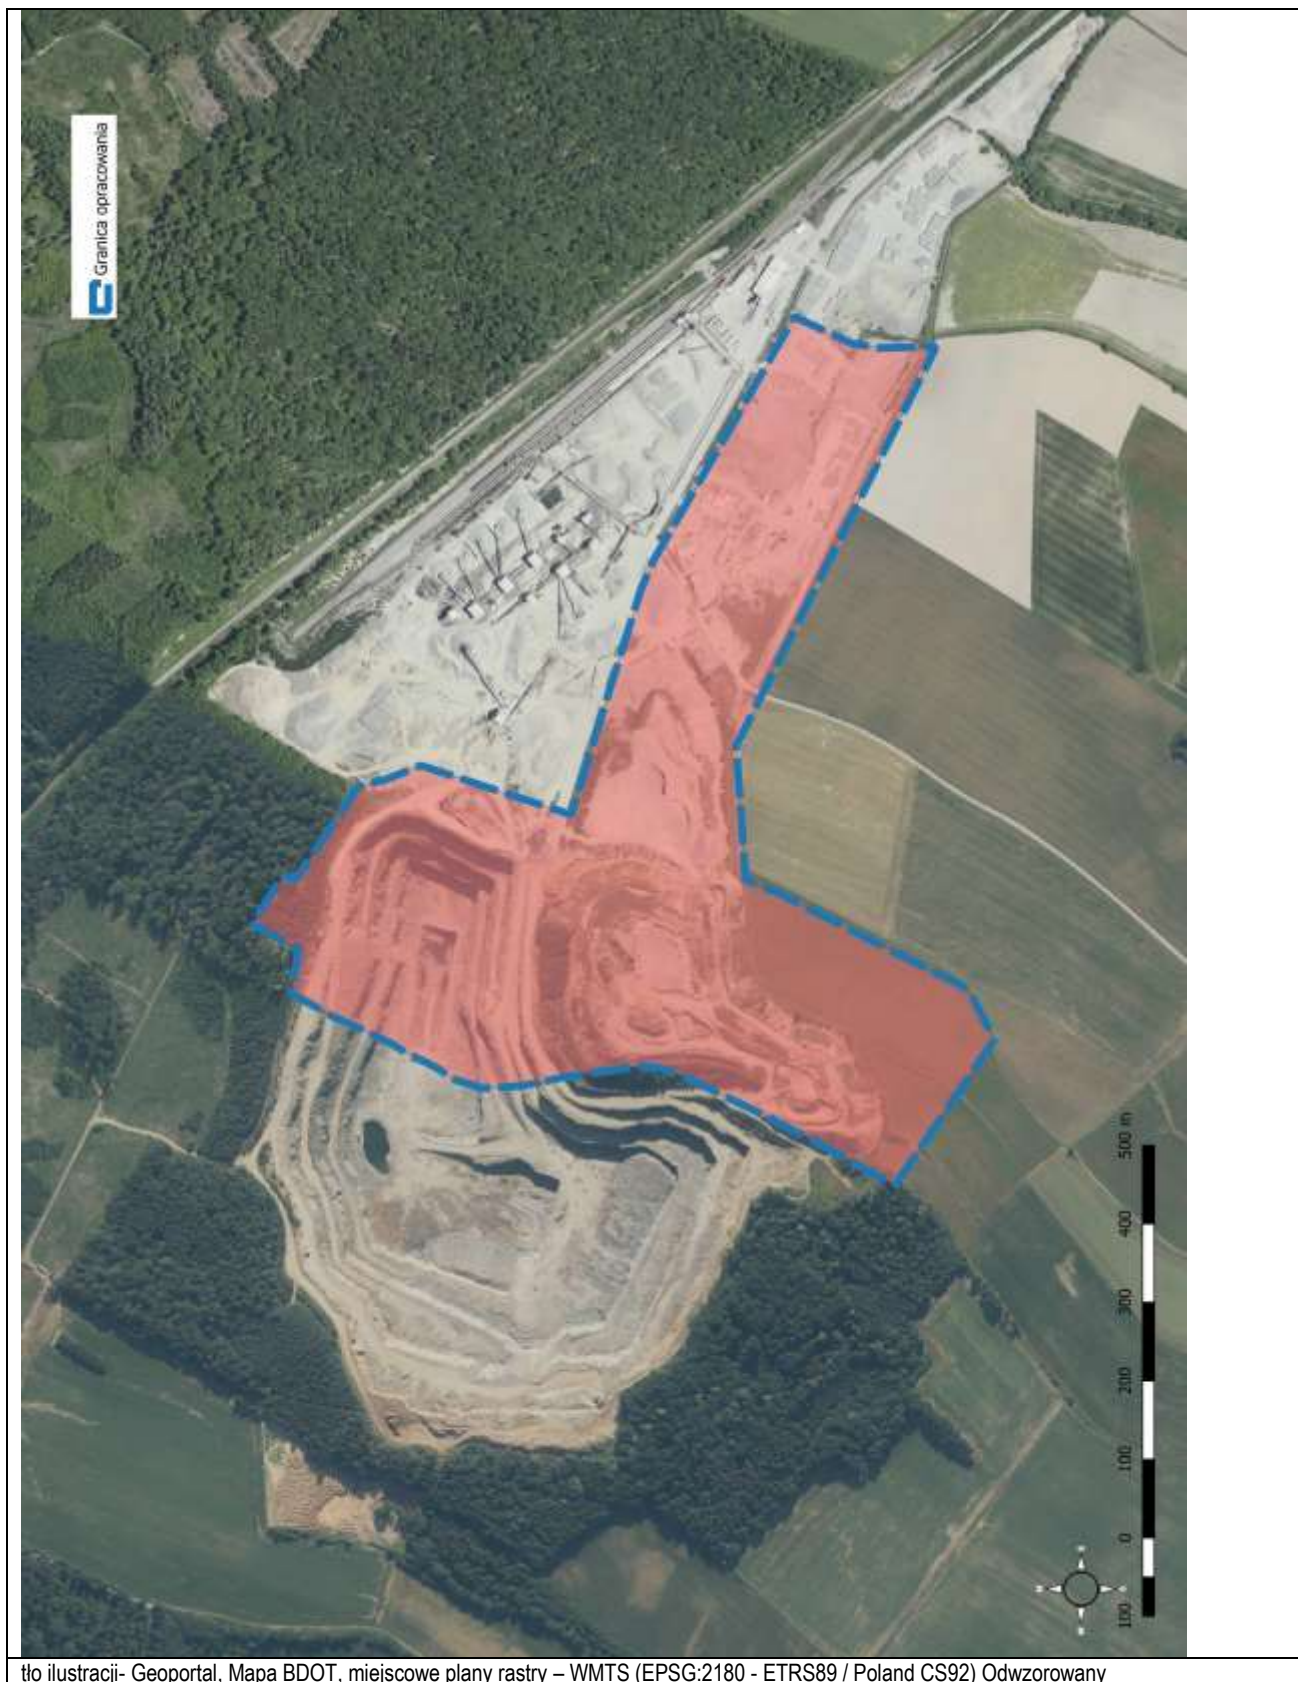 Granica opracowania
100 0 100 200 300 400 500 m
tło ilustracji- Geoportal, Mapa BDOT, miejscowe plany rastry – WMTS (EPSG:2180 - ETRS89 / Poland CS92) Odwzorowany